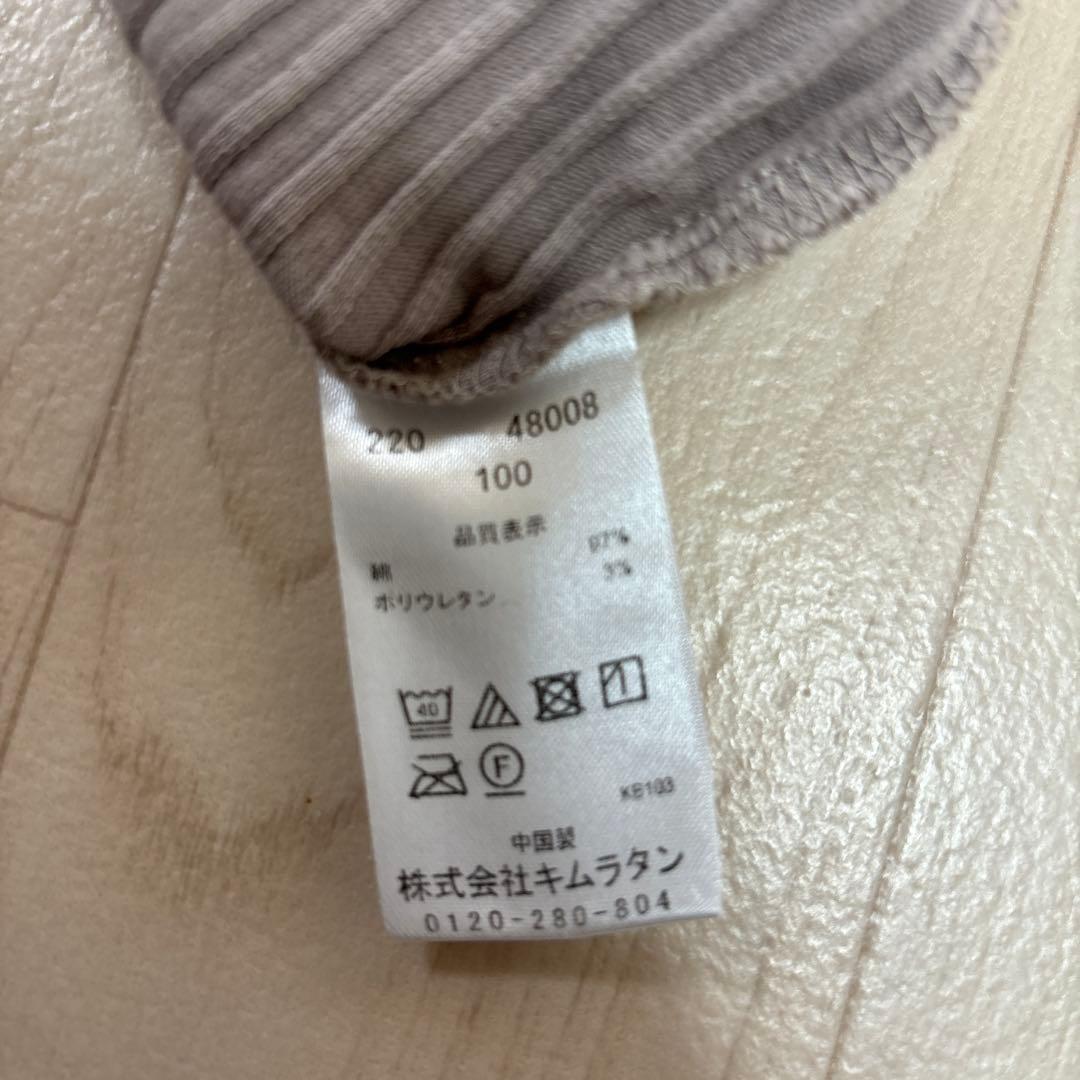 220 48008
100
品質表示
綿 97%
ポリウレタン 3%
40
F
KB103
中国製
株式会社キムラタン
0120-280-804